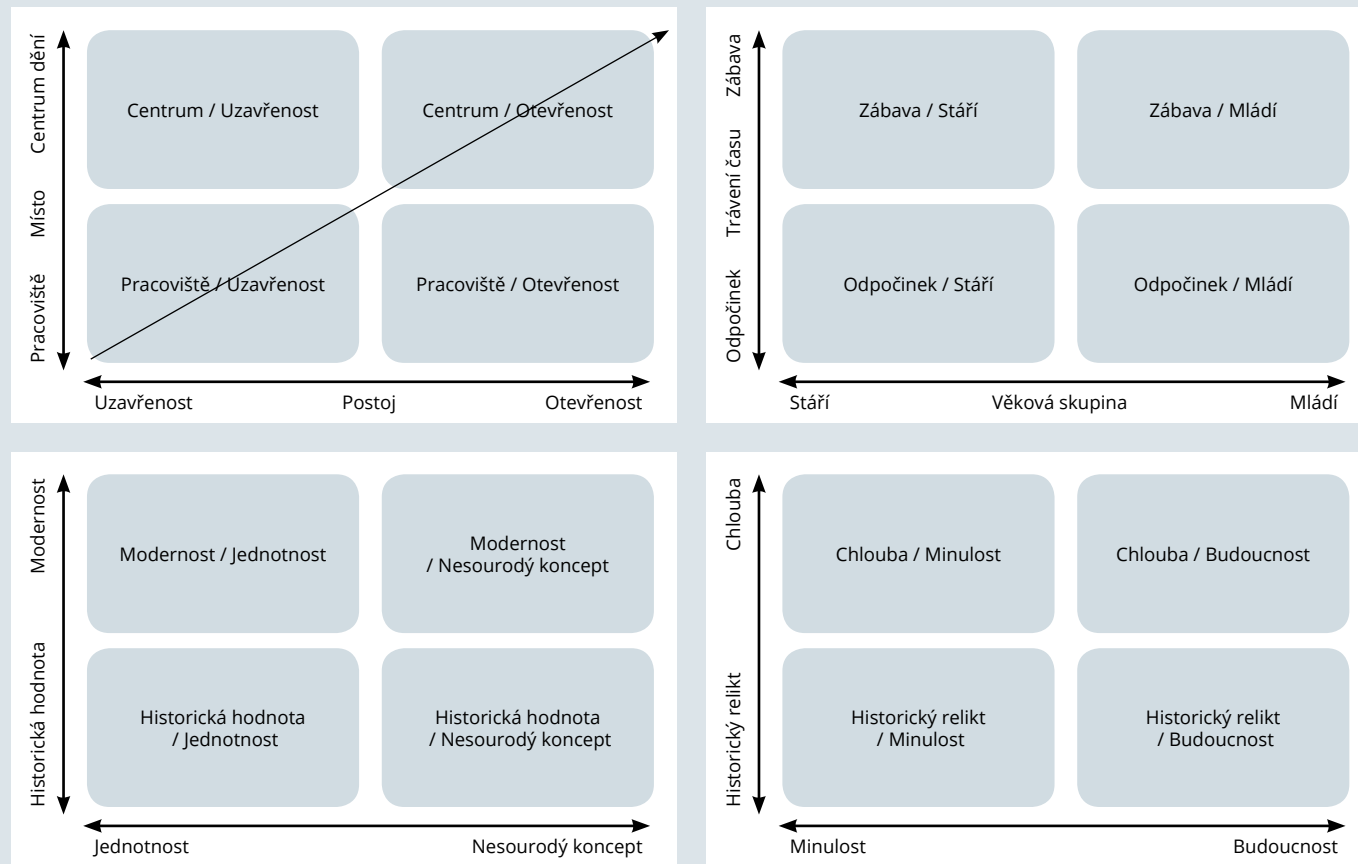 Centrum dění
Místo
Pracoviště
Centrum / Uzavřenost
Centrum / Otevřenost
Pracoviště / Uzavřenost
Pracoviště / Otevřenost
Uzavřenost
Postoj
Otevřenost
Zábava
Trávení času
Odpočinek
Zábava / Stáří
Zábava / Mládí
Odpočinek / Stáří
Odpočinek / Mládí
Stáří
Věková skupina
Mládí
Modernost
Historická hodnota
Modernost / Jednotnost
Modernost
/ Nesourodý koncept
Historická hodnota
/ Jednotnost
Historická hodnota
/ Nesourodý koncept
Jednotnost
Nesourodý koncept
Chlouba
Historický relikt
Chlouba / Minulost
Chlouba / Budoucnost
Historický relikt
/ Minulost
Historický relikt
/ Budoucnost
Minulost
Budoucnost